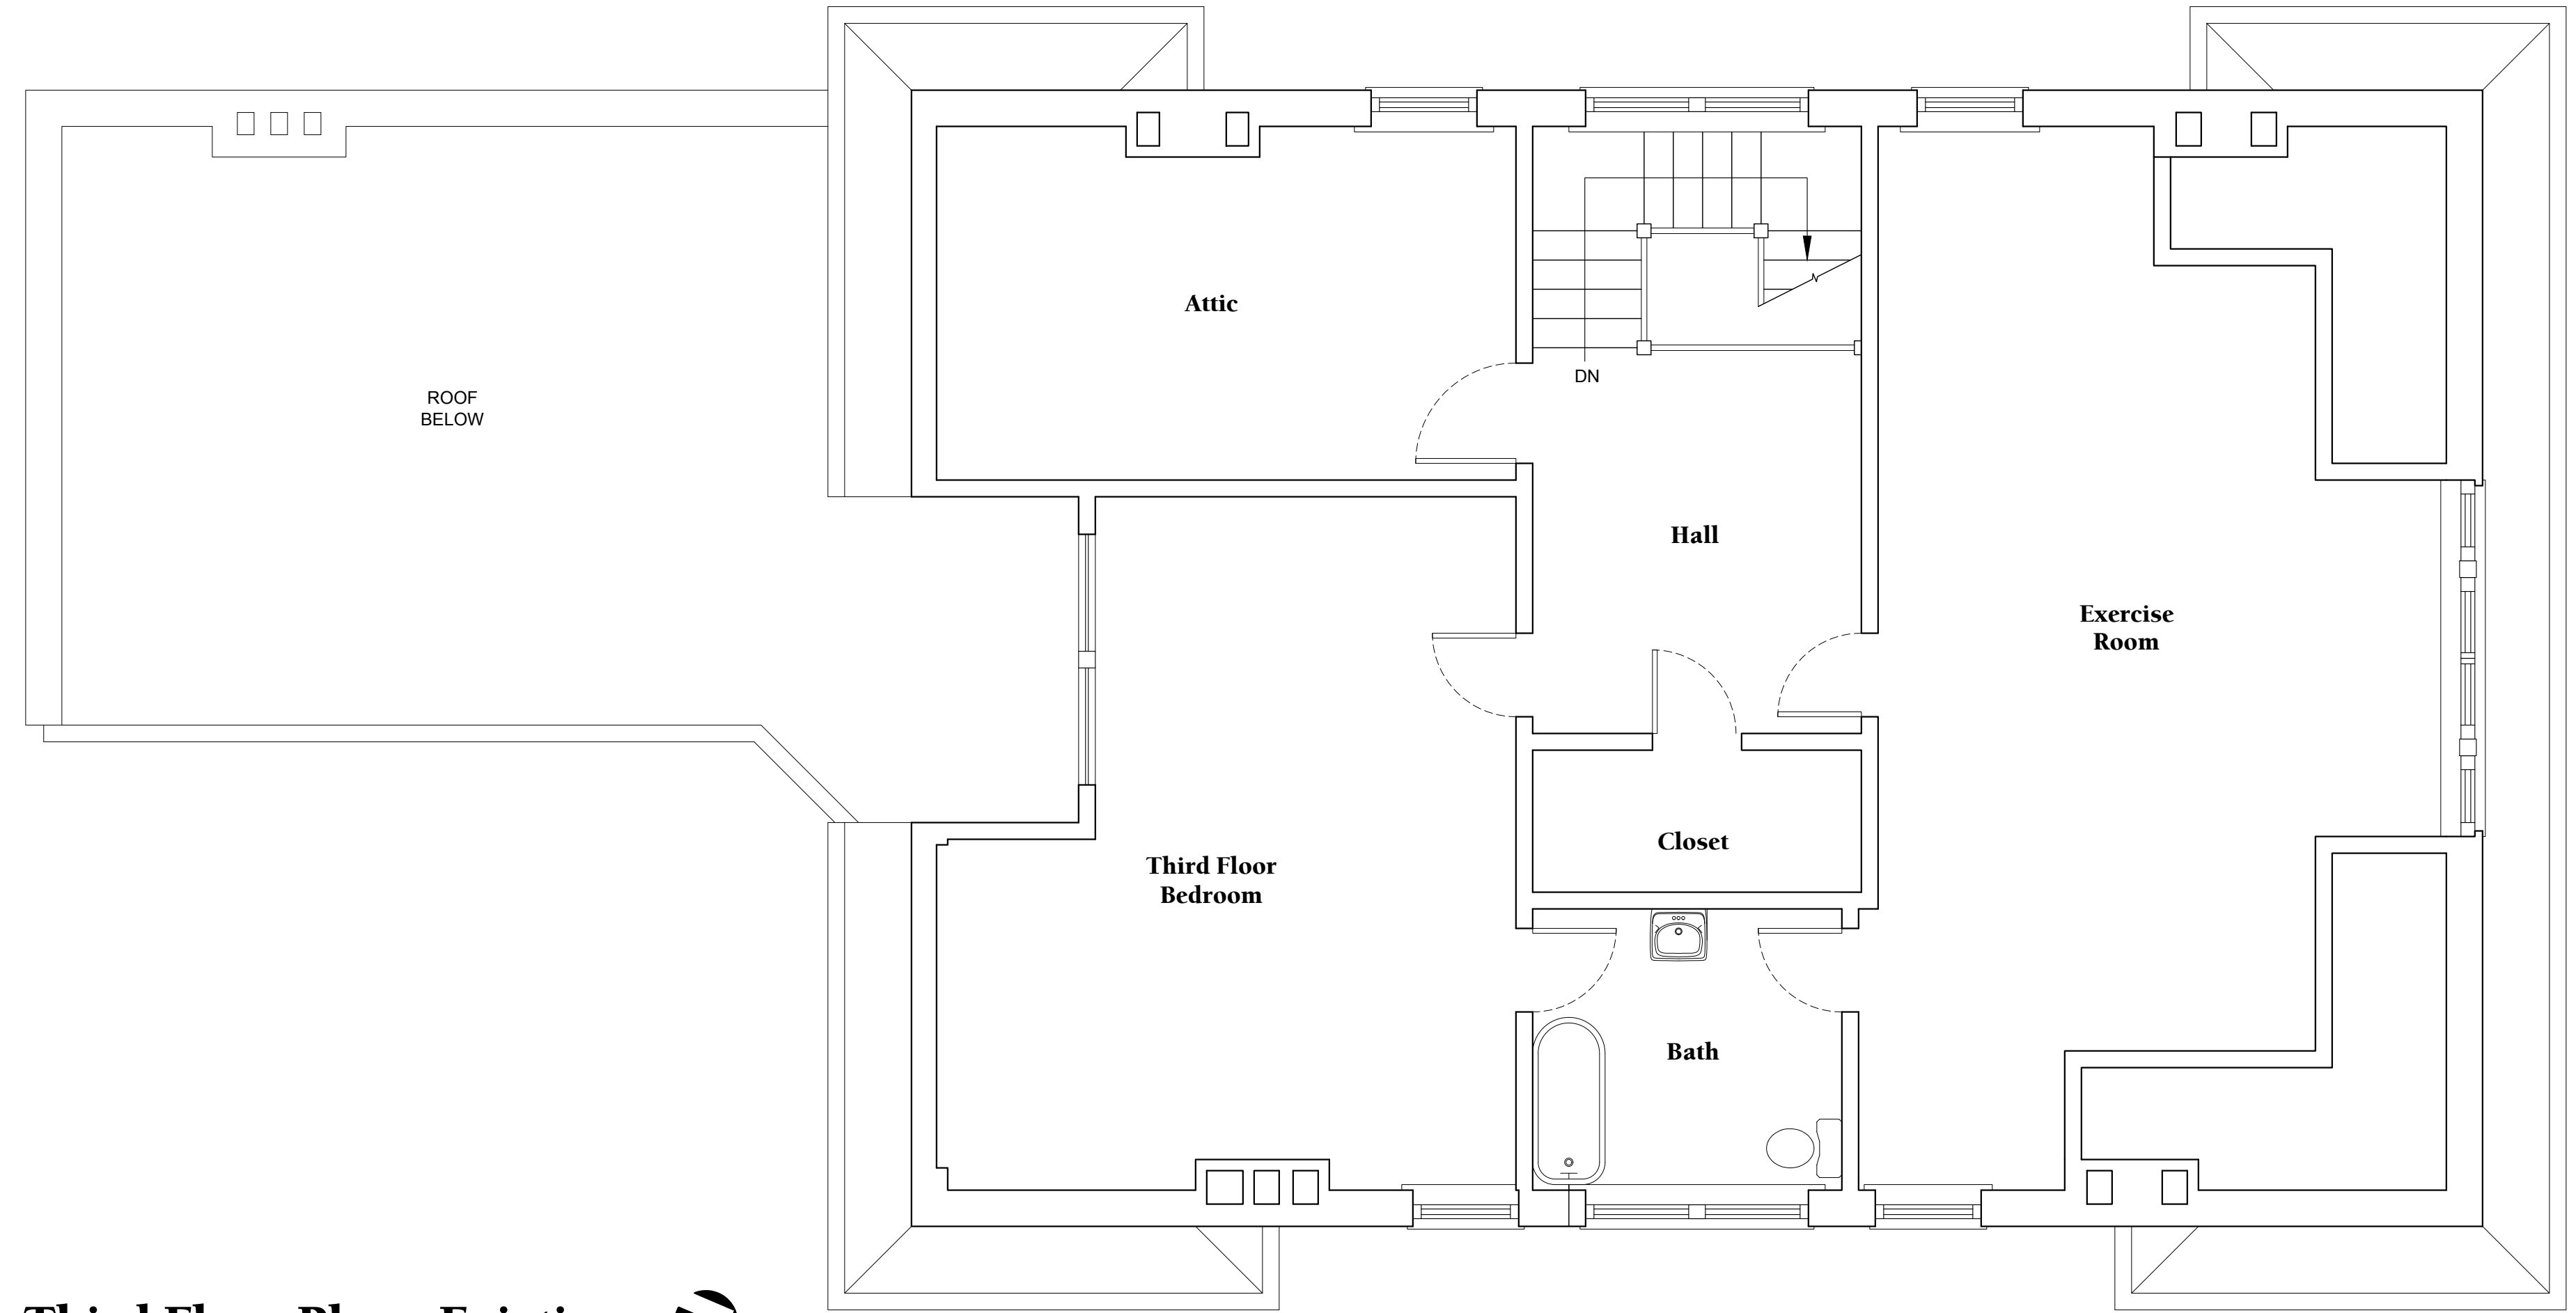 Attic
ROOF
BELOW
DN
Hall
Exercise
Room
Closet
Third Floor
Bedroom
Bath